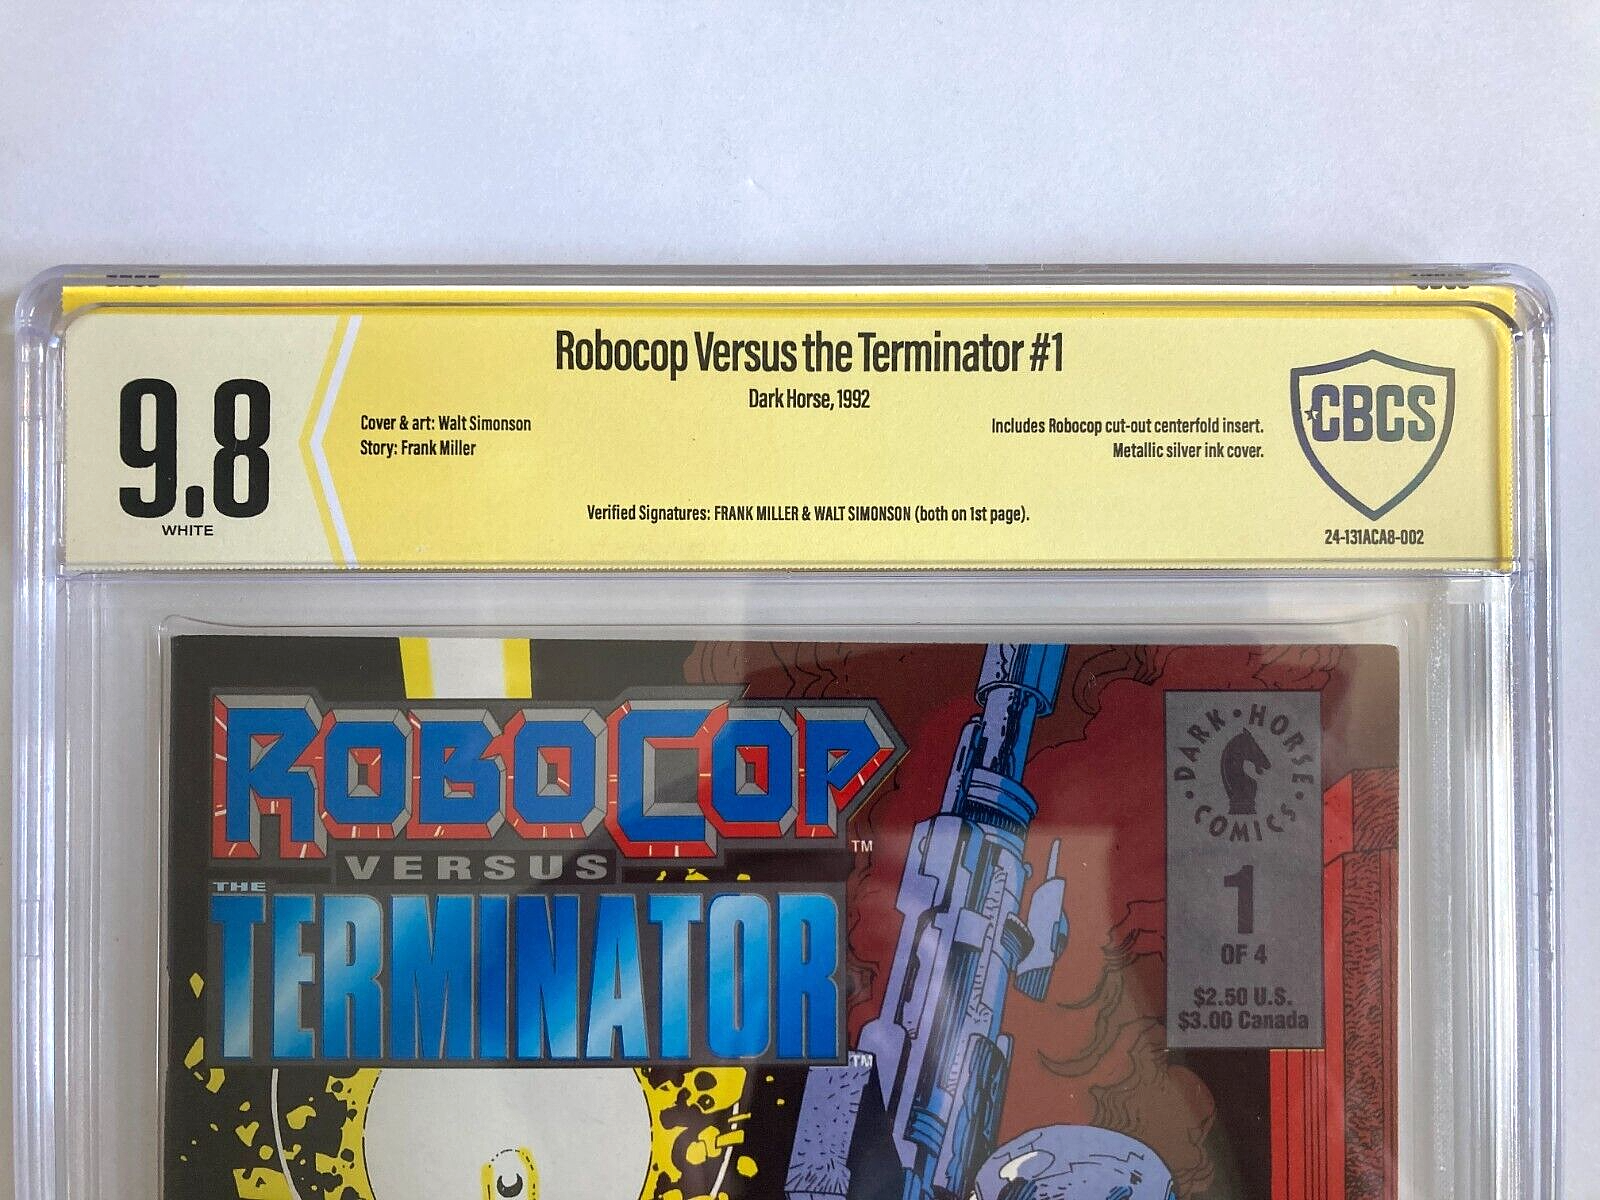 Robocop Versus the Terminator #1
Dark Horse, 1992
9.8
WHITE
Cover & art: Walt Simonson
Story: Frank Miller
Includes Robocop cut-out centerfold insert.
Metallic silver ink cover.
Verified Signatures: FRANK MILLER & WALT SIMONSON (both on 1st page).
CBCS
24-131ACA8-002
ROBOCOP
TM
VERSUS
THE
TERMINATOR
TM
DARK • HORSE • COMICS •
1
OF 4
$2.50 U.S.
$3.00 Canada